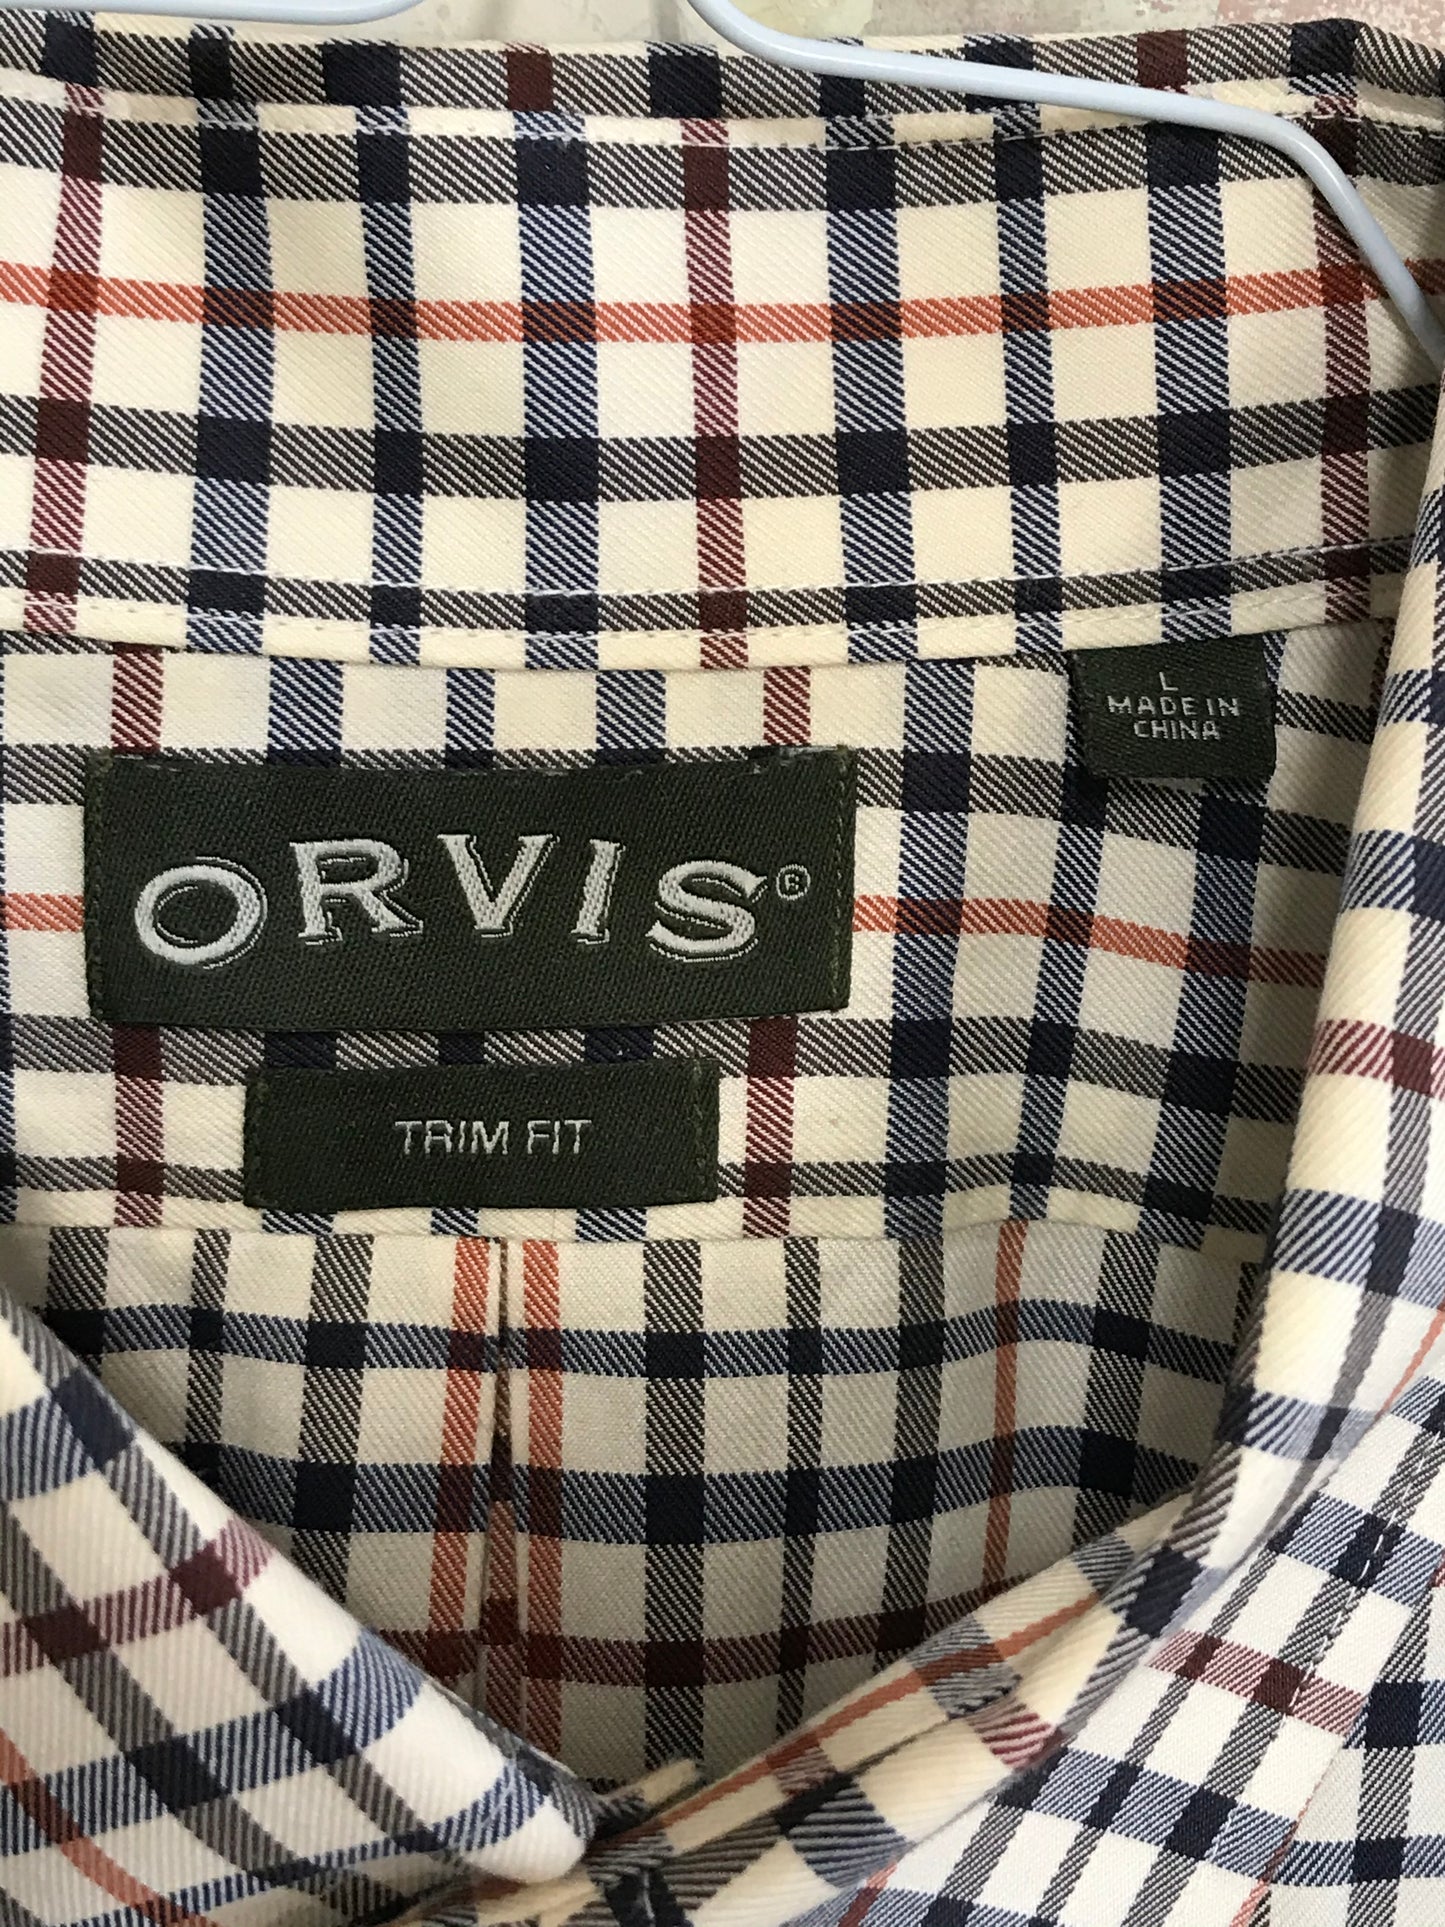 L
MADE IN
CHINA
ORVIS®
TRIM FIT